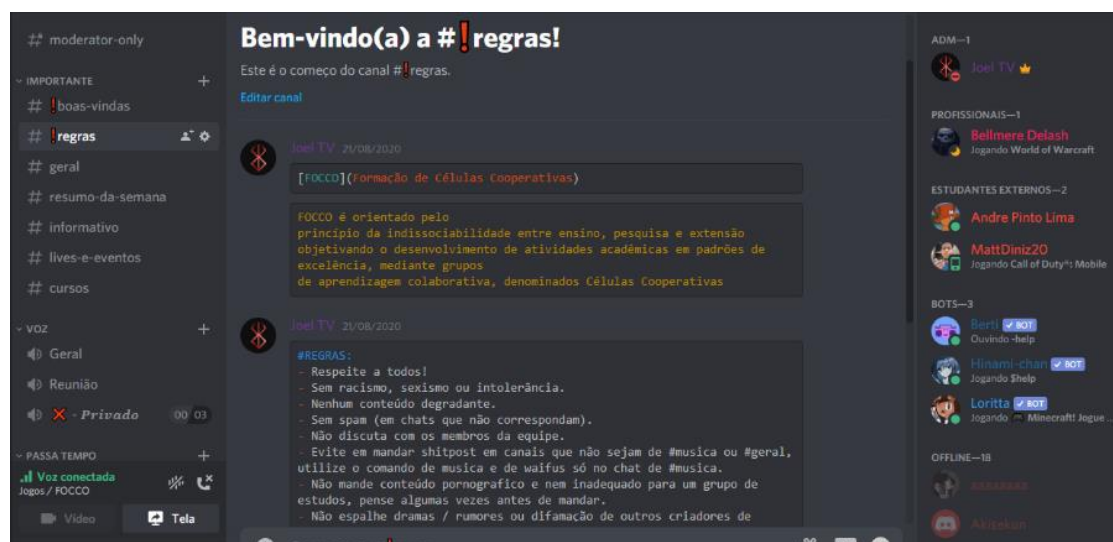 moderator-only
IMPORTANTE
boas-vindas
regras
geral
resumo-da-semana
informativo
lives-e-eventos
cursos
VOZ
Geral
Reunião
- Privado 00 03
PASSA TEMPO
Voz conectada
Jogos / FOCCO
Vídeo Tela
Bem-vindo(a) a #❗regras!
Este é o começo do canal #❗regras.
Editar canal
Joel TV 21/08/2020
[FOCCO](Formação de Células Cooperativas)
FOCCO é orientado pelo
princípio da indissociabilidade entre ensino, pesquisa e extensão
objetivando o desenvolvimento de atividades acadêmicas em padrões de
excelência, mediante grupos
de aprendizagem colaborativa, denominados Células Cooperativas
Joel TV 21/08/2020
#REGRAS:
- Respeite a todos!
- Sem racismo, sexismo ou intolerância.
- Nenhum conteúdo degradante.
- Sem spam (em chats que não correspondam).
- Não discuta com os membros da equipe.
- Evite em mandar shitpost em canais que não sejam de #musica ou #geral,
utilize o comando de musica e de waifus só no chat de #musica.
- Não mande conteúdo pornografico e nem inadequado para um grupo de
estudos, pense algumas vezes antes de mandar.
- Não espalhe dramas / rumores ou difamação de outros criadores de
ADM—1
Joel TV
PROFISSIONAIS—1
Bellmere Delash
Jogando World of Warcraft
ESTUDANTES EXTERNOS—2
Andre Pinto Lima
MattDiniz20
Jogando Call of Duty®: Mobile
BOTS—3
Berti BOT
Ouvindo -help
Hinami-chan BOT
Jogando $help
Loritta BOT
Jogando Minecraft! Jogue
OFFLINE—18
Akitekon